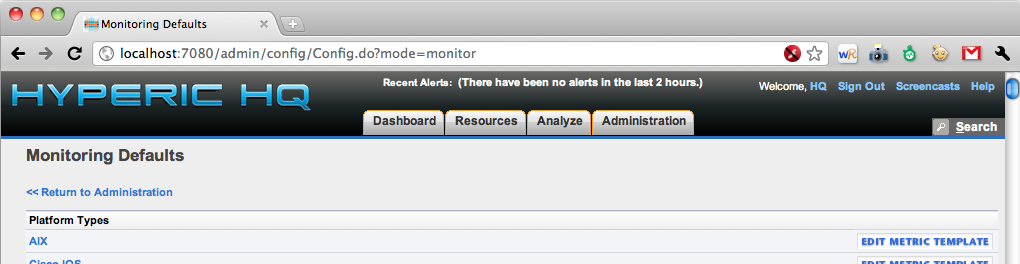 Monitoring Defaults
localhost:7080/admin/config/Config.do?mode=monitor
Recent Alerts: (There have been no alerts in the last 2 hours.)
Welcome, HQ Sign Out Screencasts Help
HYPERIC HQ
Dashboard Resources Analyze Administration
Search
Monitoring Defaults
<< Return to Administration
Platform Types
AIX EDIT METRIC TEMPLATE
Cisco IOS EDIT METRIC TEMPLATE